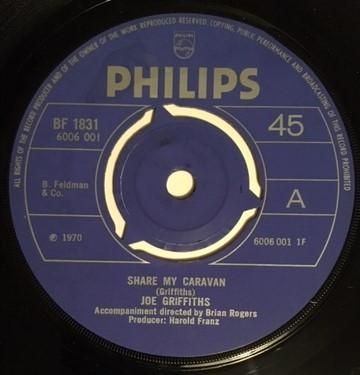 ALL RIGHTS OF THE RECORD PRODUCER AND OF THE OWNER OF THE WORK REPRODUCED RESERVED. COPYING, PUBLIC PERFORMANCE AND BROADCASTING OF THIS RECORD PROHIBITED
PHILIPS
PHILIPS
BF 1831
6006 001
45
B. Feldman
& Co.
A
℗ 1970
6006 001 1F
SHARE MY CARAVAN
(Griffiths)
JOE GRIFFITHS
Accompaniment directed by Brian Rogers
Producer: Harold Franz